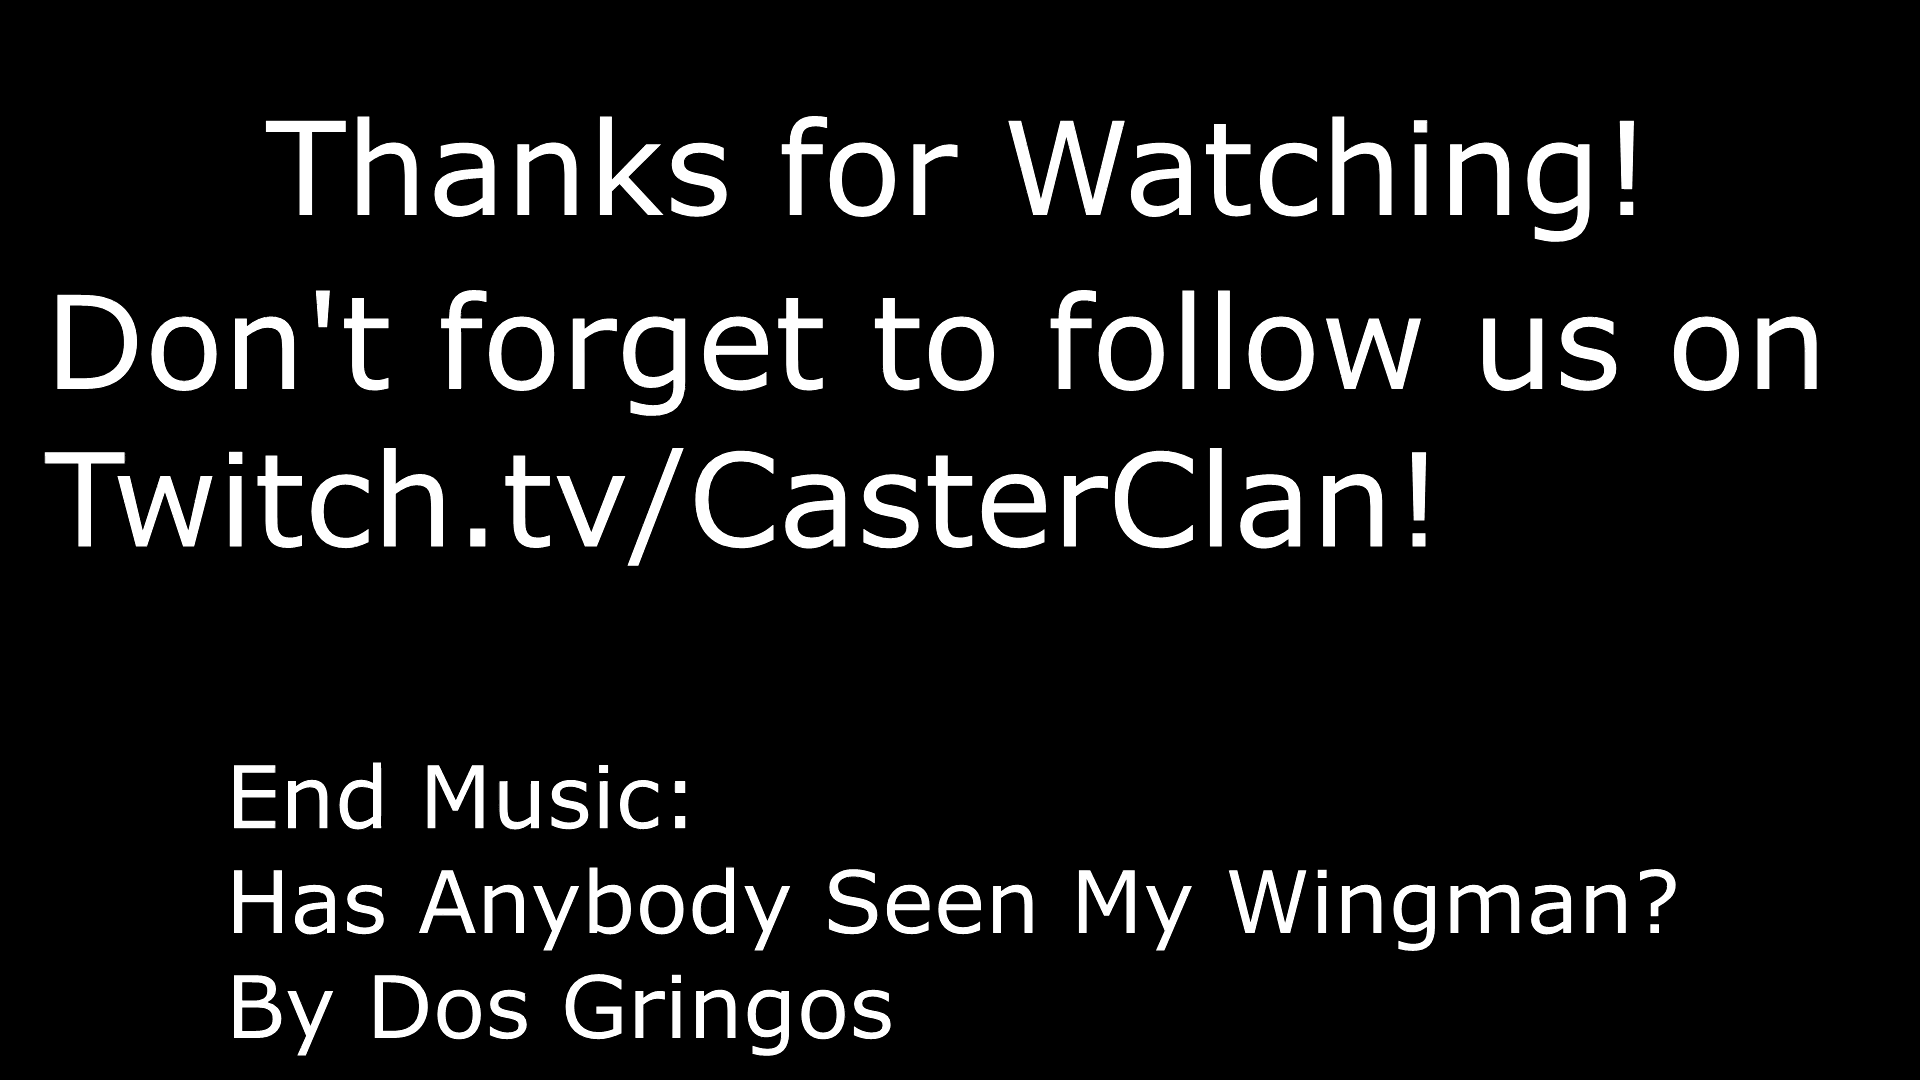 Thanks for Watching!
Don't forget to follow us on
Twitch.tv/CasterClan!
End Music:
Has Anybody Seen My Wingman?
By Dos Gringos